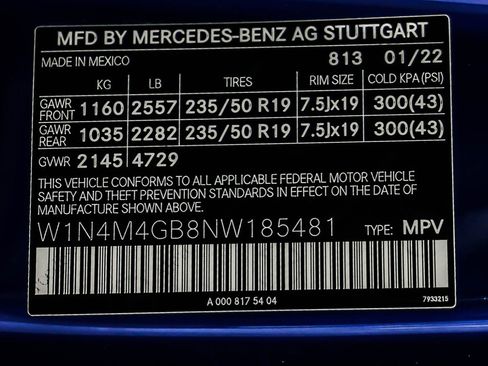 MFD BY MERCEDES-BENZ AG STUTTGART
MADE IN MEXICO 813 01/22
KG LB TIRES RIM SIZE COLD KPA (PSI)
GAWR FRONT 1160 2557 235/50 R19 7.5Jx19 300(43)
GAWR REAR 1035 2282 235/50 R19 7.5Jx19 300(43)
GVWR 2145 4729
THIS VEHICLE CONFORMS TO ALL APPLICABLE FEDERAL MOTOR VEHICLE
SAFETY AND THEFT PREVENTION STANDARDS IN EFFECT ON THE DATE OF
MANUFACTURE SHOWN ABOVE.
W1N4M4GB8NW185481 TYPE: MPV
A 000 817 54 04 7933215